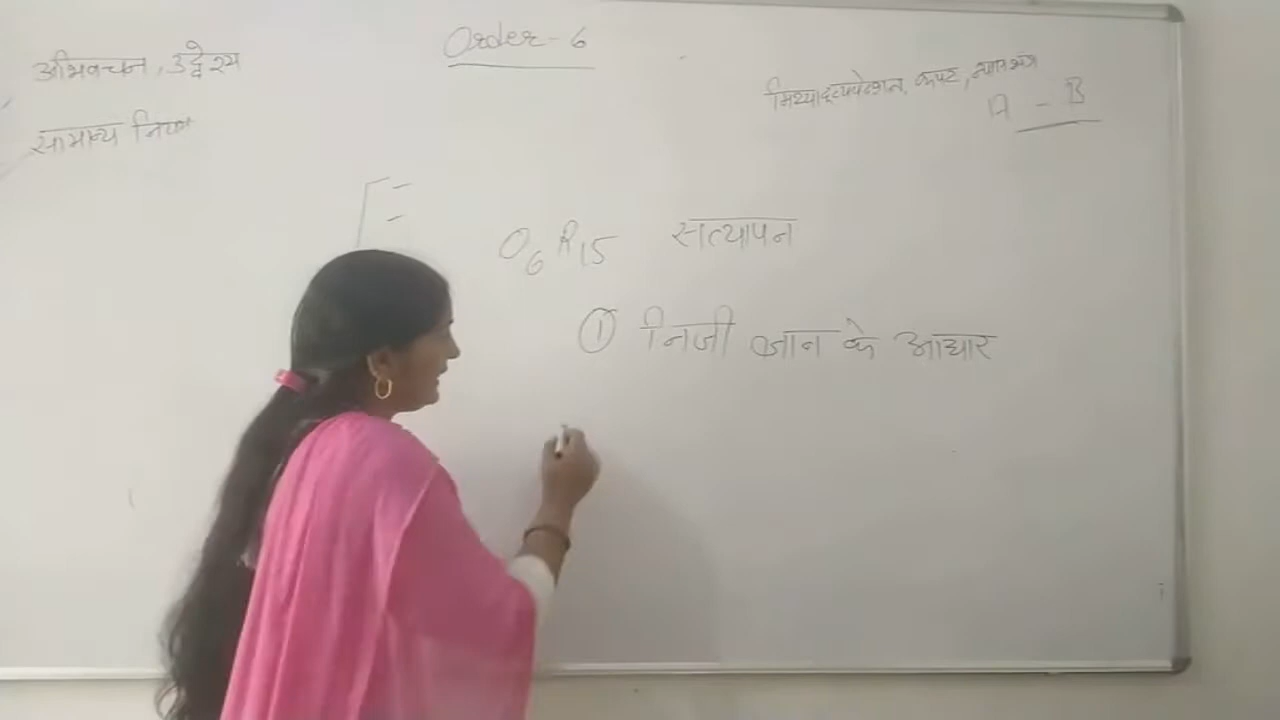 Order - 6
अभिवचन, उद्देश्य
सामान्य नियम
मिथ्याव्यपदेशन, कपट, न्यासभंग
A - B
O6 R15 सत्यापन
① निजी ज्ञान के आधार